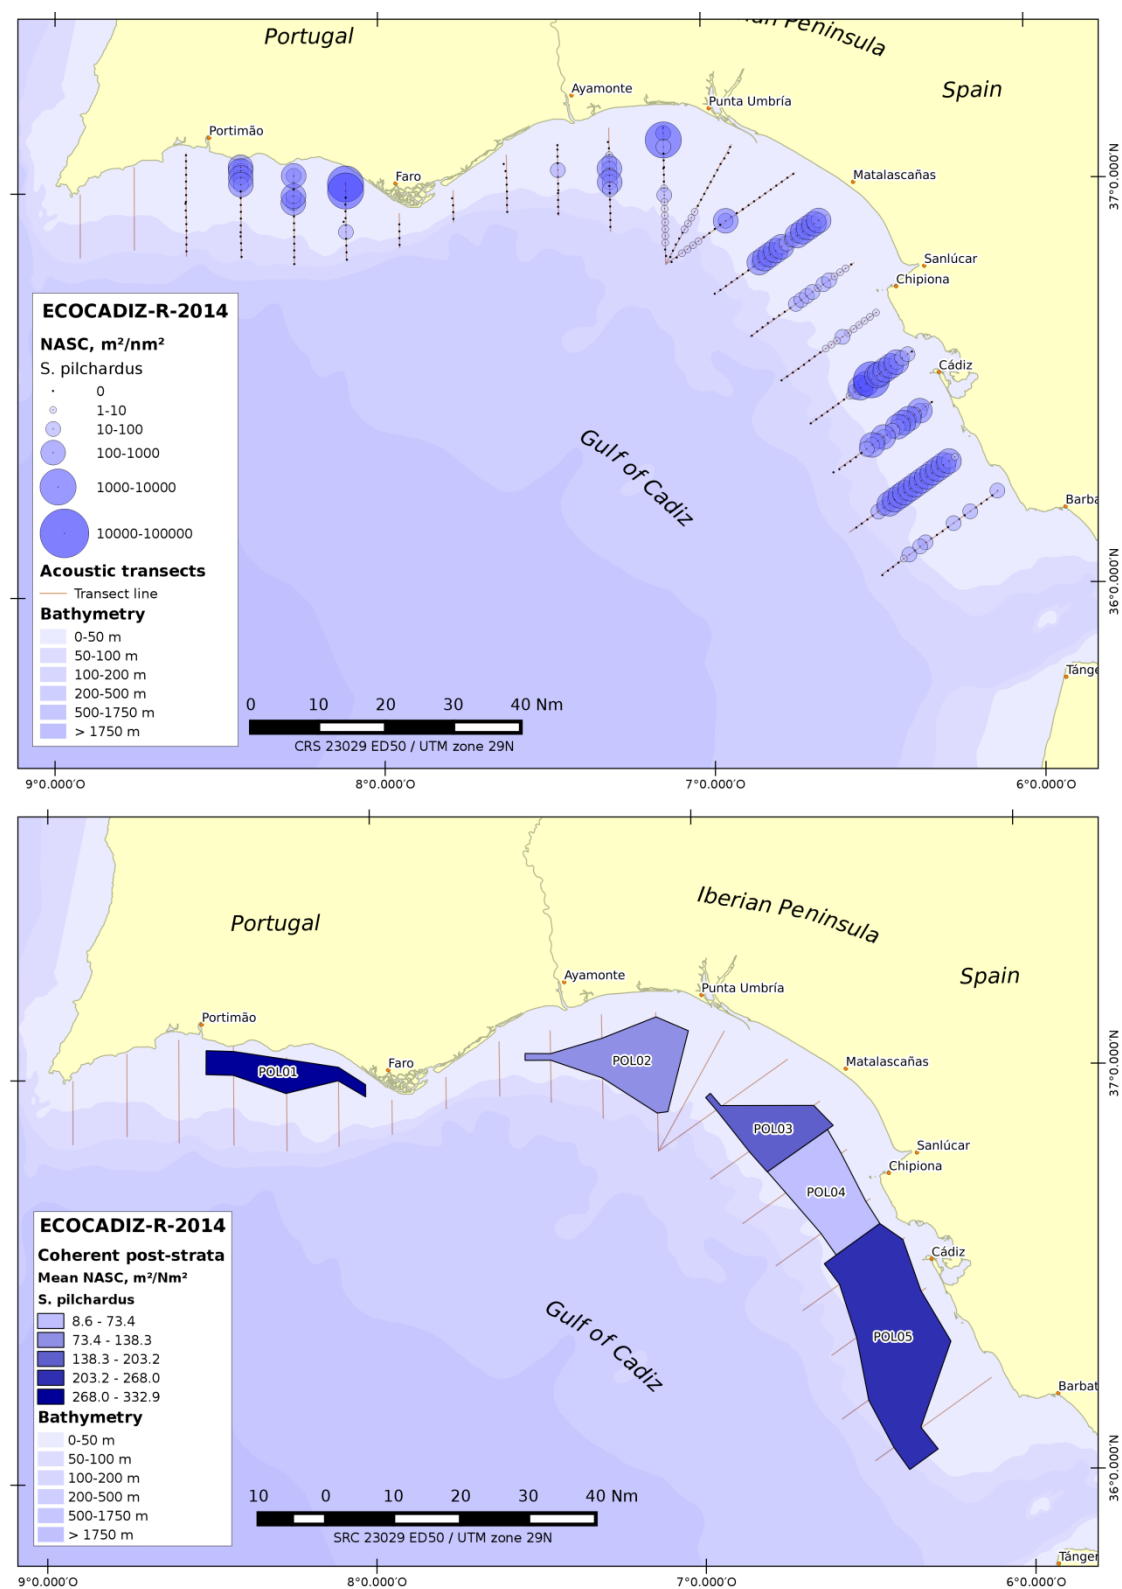 Portugal
ian Peninsula
Spain
Ayamonte
Punta Umbría
Portimão
Faro
Matalascañas
37°0.000'N
Sanlúcar
Chipiona
Cádiz
Gulf of Cadiz
Barba
36°0.000'N
Tánge
ECOCADIZ-R-2014
NASC, m²/nm²
S. pilchardus
0
1-10
10-100
100-1000
1000-10000
10000-100000
Acoustic transects
Transect line
Bathymetry
0-50 m
50-100 m
100-200 m
200-500 m
500-1750 m
> 1750 m
0 10 20 30 40 Nm
CRS 23029 ED50 / UTM zone 29N
9°0.000'O 8°0.000'O 7°0.000'O 6°0.000'O
Portugal
Iberian Peninsula
Spain
Ayamonte
Punta Umbría
Portimão
Faro
Matalascañas
37°0.000'N
POL01
POL02
POL03
POL04
POL05
Sanlúcar
Chipiona
Cádiz
Gulf of Cadiz
Barbat
36°0.000'N
Tánger
ECOCADIZ-R-2014
Coherent post-strata
Mean NASC, m²/Nm²
S. pilchardus
8.6 - 73.4
73.4 - 138.3
138.3 - 203.2
203.2 - 268.0
268.0 - 332.9
Bathymetry
0-50 m
50-100 m
100-200 m
200-500 m
500-1750 m
> 1750 m
10 0 10 20 30 40 Nm
SRC 23029 ED50 / UTM zone 29N
9°0.000'O 8°0.000'O 7°0.000'O 6°0.000'O